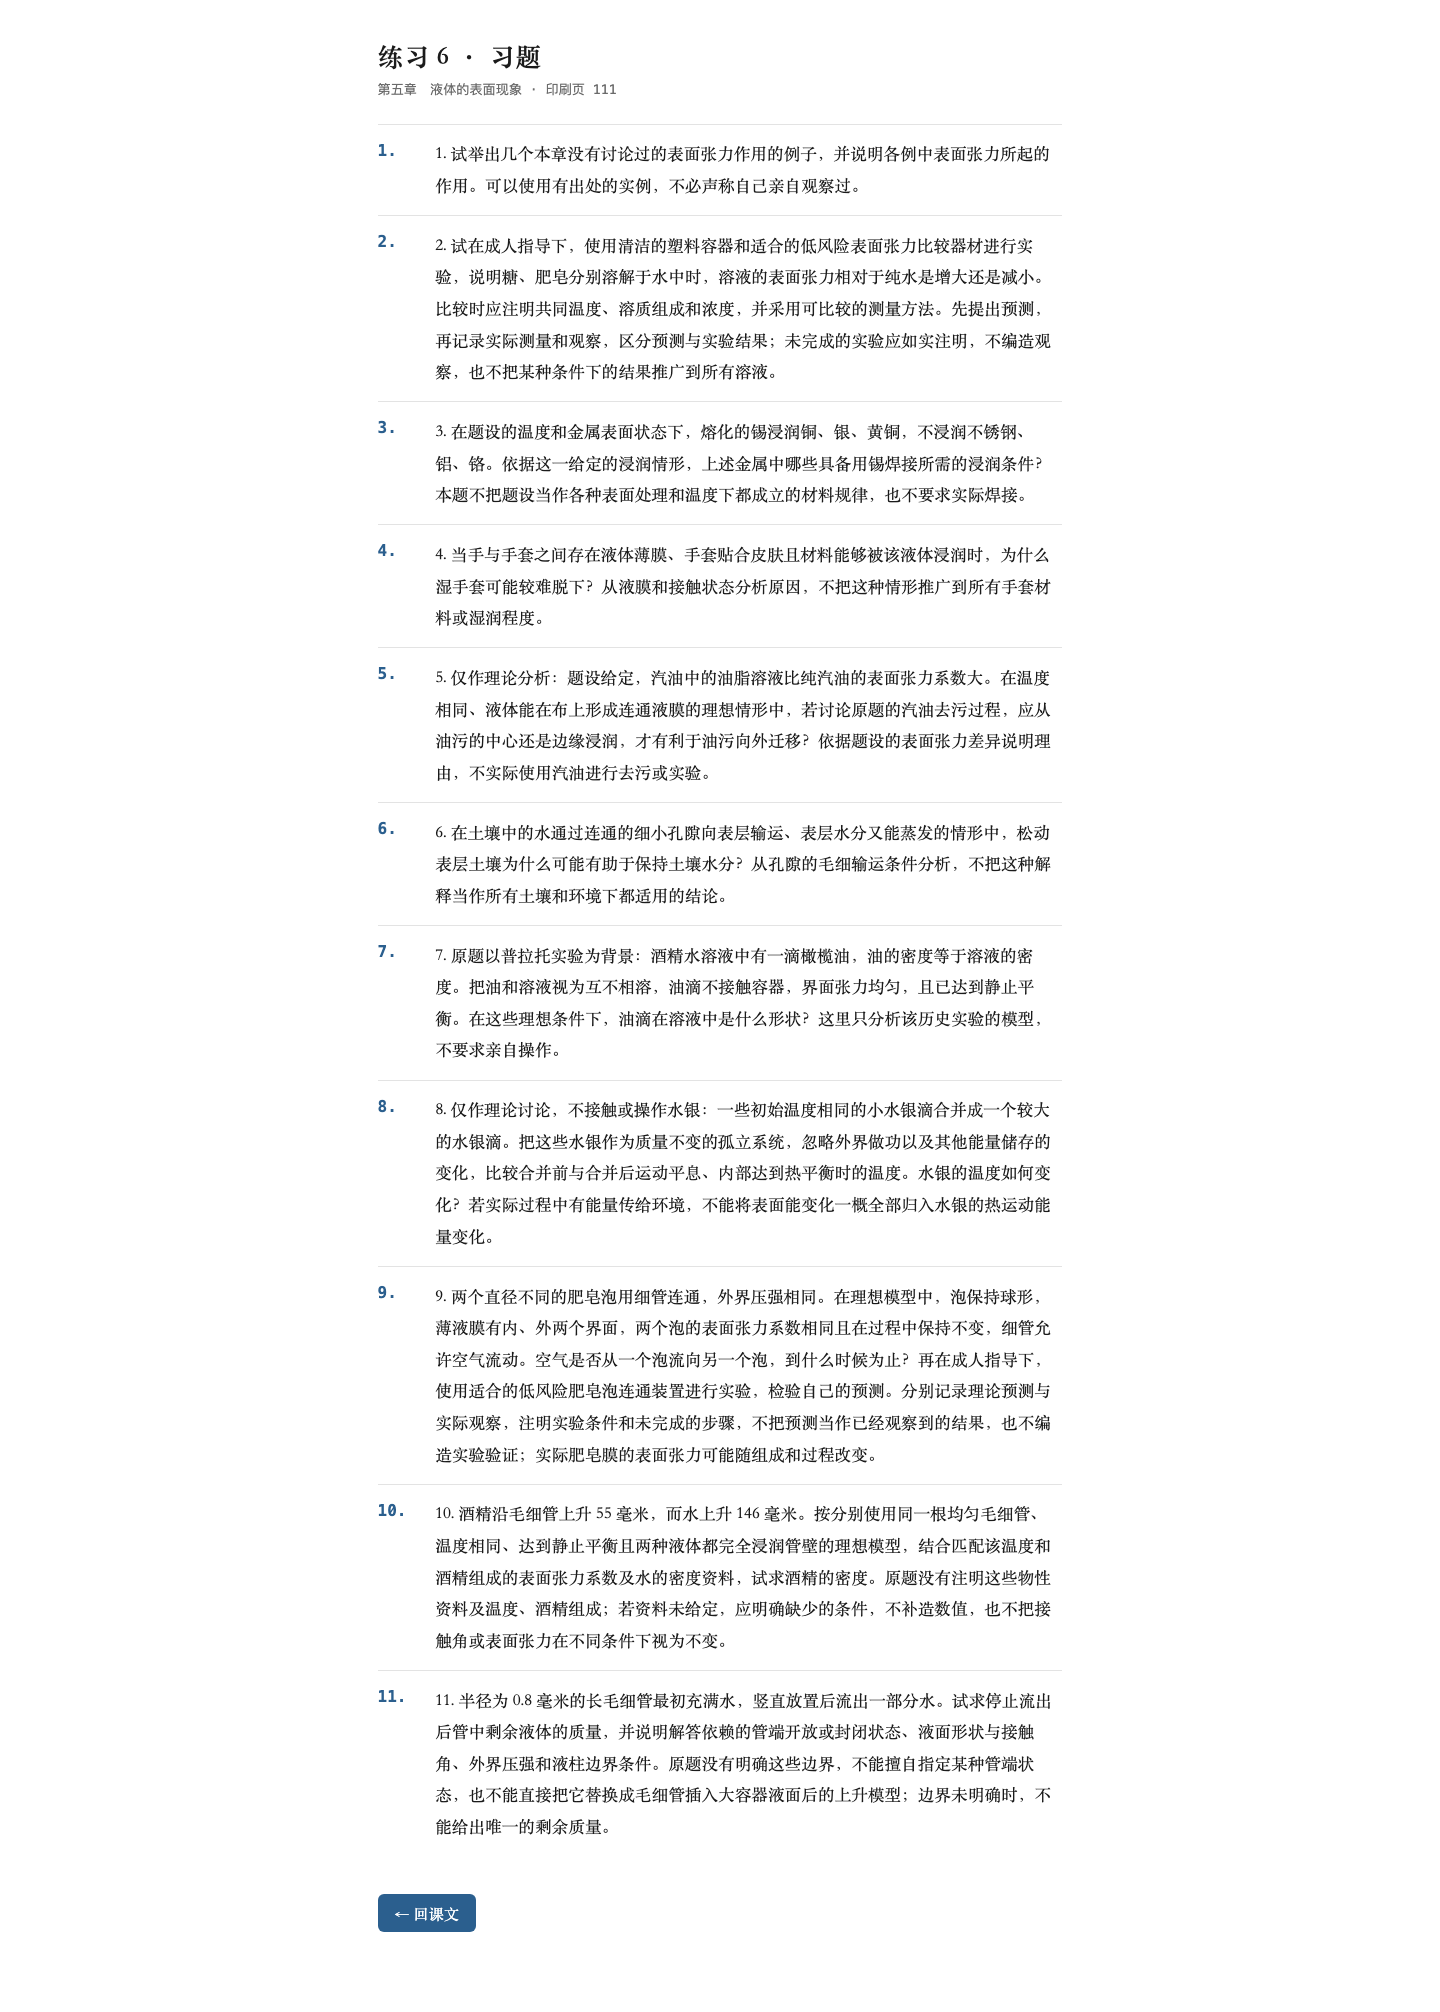 练习 6 · 习题
第五章 液体的表面现象 · 印刷页 111
1.
1. 试举出几个本章没有讨论过的表面张力作用的例子，并说明各例中表面张力所起的
作用。可以使用有出处的实例，不必声称自己亲自观察过。
2.
2. 试在成人指导下，使用清洁的塑料容器和适合的低风险表面张力比较器材进行实
验，说明糖、肥皂分别溶解于水中时，溶液的表面张力相对于纯水是增大还是减小。
比较时应注明共同温度、溶质组成和浓度，并采用可比较的测量方法。先提出预测，
再记录实际测量和观察，区分预测与实验结果；未完成的实验应如实注明，不编造观
察，也不把某种条件下的结果推广到所有溶液。
3.
3. 在题设的温度和金属表面状态下，熔化的锡浸润铜、银、黄铜，不浸润不锈钢、
铝、铬。依据这一给定的浸润情形，上述金属中哪些具备用锡焊接所需的浸润条件？
本题不把题设当作各种表面处理和温度下都成立的材料规律，也不要求实际焊接。
4.
4. 当手与手套之间存在液体薄膜、手套贴合皮肤且材料能够被该液体浸润时，为什么
湿手套可能较难脱下？从液膜和接触状态分析原因，不把这种情形推广到所有手套材
料或湿润程度。
5.
5. 仅作理论分析：题设给定，汽油中的油脂溶液比纯汽油的表面张力系数大。在温度
相同、液体能在布上形成连通液膜的理想情形中，若讨论原题的汽油去污过程，应从
油污的中心还是边缘浸润，才有利于油污向外迁移？依据题设的表面张力差异说明理
由，不实际使用汽油进行去污或实验。
6.
6. 在土壤中的水通过连通的细小孔隙向表层输运、表层水分又能蒸发的情形中，松动
表层土壤为什么可能有助于保持土壤水分？从孔隙的毛细输运条件分析，不把这种解
释当作所有土壤和环境下都适用的结论。
7.
7. 原题以普拉托实验为背景：酒精水溶液中有一滴橄榄油，油的密度等于溶液的密
度。把油和溶液视为互不相溶，油滴不接触容器，界面张力均匀，且已达到静止平
衡。在这些理想条件下，油滴在溶液中是什么形状？这里只分析该历史实验的模型，
不要求亲自操作。
8.
8. 仅作理论讨论，不接触或操作水银：一些初始温度相同的小水银滴合并成一个较大
的水银滴。把这些水银作为质量不变的孤立系统，忽略外界做功以及其他能量储存的
变化，比较合并前与合并后运动平息、内部达到热平衡时的温度。水银的温度如何变
化？若实际过程中有能量传给环境，不能将表面能变化一概全部归入水银的热运动能
量变化。
9.
9. 两个直径不同的肥皂泡用细管连通，外界压强相同。在理想模型中，泡保持球形，
薄液膜有内、外两个界面，两个泡的表面张力系数相同且在过程中保持不变，细管允
许空气流动。空气是否从一个泡流向另一个泡，到什么时候为止？再在成人指导下，
使用适合的低风险肥皂泡连通装置进行实验，检验自己的预测。分别记录理论预测与
实际观察，注明实验条件和未完成的步骤，不把预测当作已经观察到的结果，也不编
造实验验证；实际肥皂膜的表面张力可能随组成和过程改变。
10.
10. 酒精沿毛细管上升 55 毫米，而水上升 146 毫米。按分别使用同一根均匀毛细管、
温度相同、达到静止平衡且两种液体都完全浸润管壁的理想模型，结合匹配该温度和
酒精组成的表面张力系数及水的密度资料，试求酒精的密度。原题没有注明这些物性
资料及温度、酒精组成；若资料未给定，应明确缺少的条件，不补造数值，也不把接
触角或表面张力在不同条件下视为不变。
11.
11. 半径为 0.8 毫米的长毛细管最初充满水，竖直放置后流出一部分水。试求停止流出
后管中剩余液体的质量，并说明解答依赖的管端开放或封闭状态、液面形状与接触
角、外界压强和液柱边界条件。原题没有明确这些边界，不能擅自指定某种管端状
态，也不能直接把它替换成毛细管插入大容器液面后的上升模型；边界未明确时，不
能给出唯一的剩余质量。
← 回课文